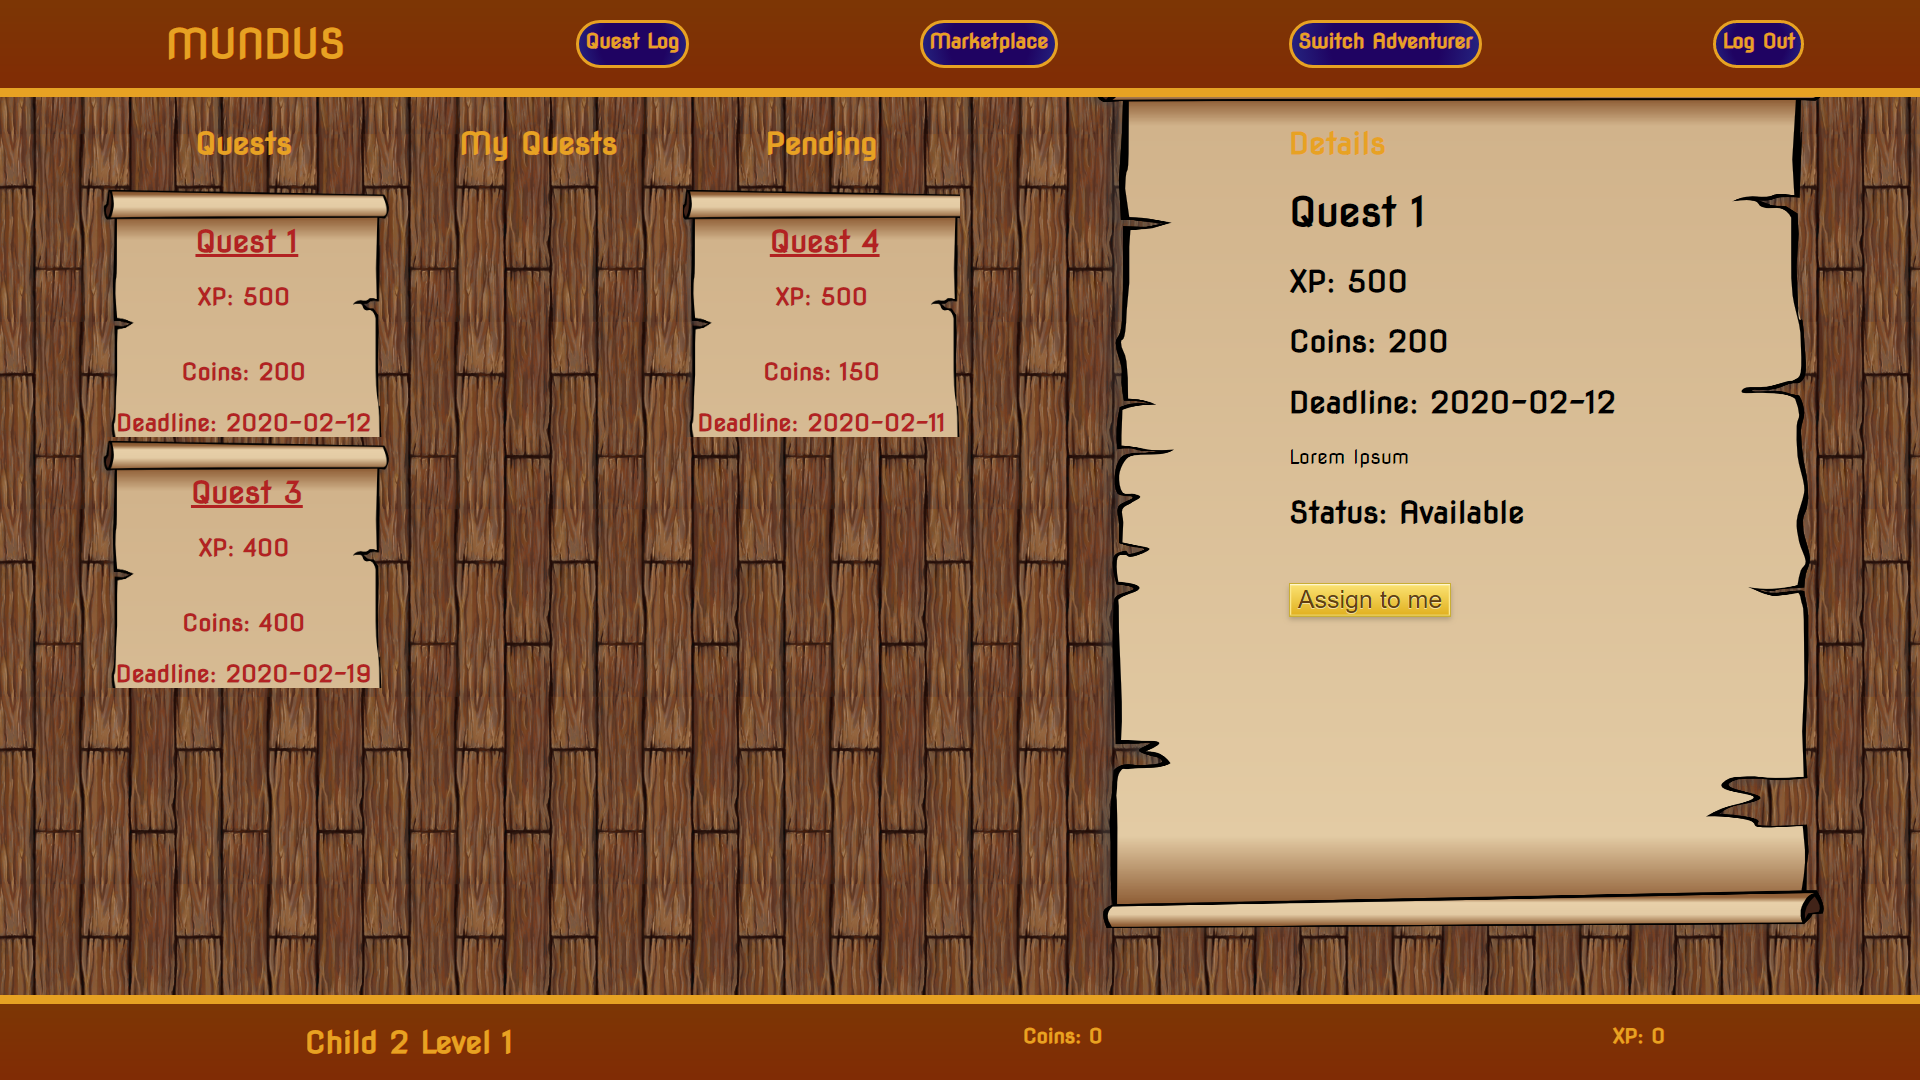 MUNDUS
Quest Log
Marketplace
Switch Adventurer
Log Out
Quests
Quest 1
XP: 500
Coins: 200
Deadline: 2020-02-12
Quest 3
XP: 400
Coins: 400
Deadline: 2020-02-19
My Quests
Pending
Quest 4
XP: 500
Coins: 150
Deadline: 2020-02-11
Details
Quest 1
XP: 500
Coins: 200
Deadline: 2020-02-12
Lorem Ipsum
Status: Available
Assign to me
Child 2 Level 1
Coins: 0
XP: 0